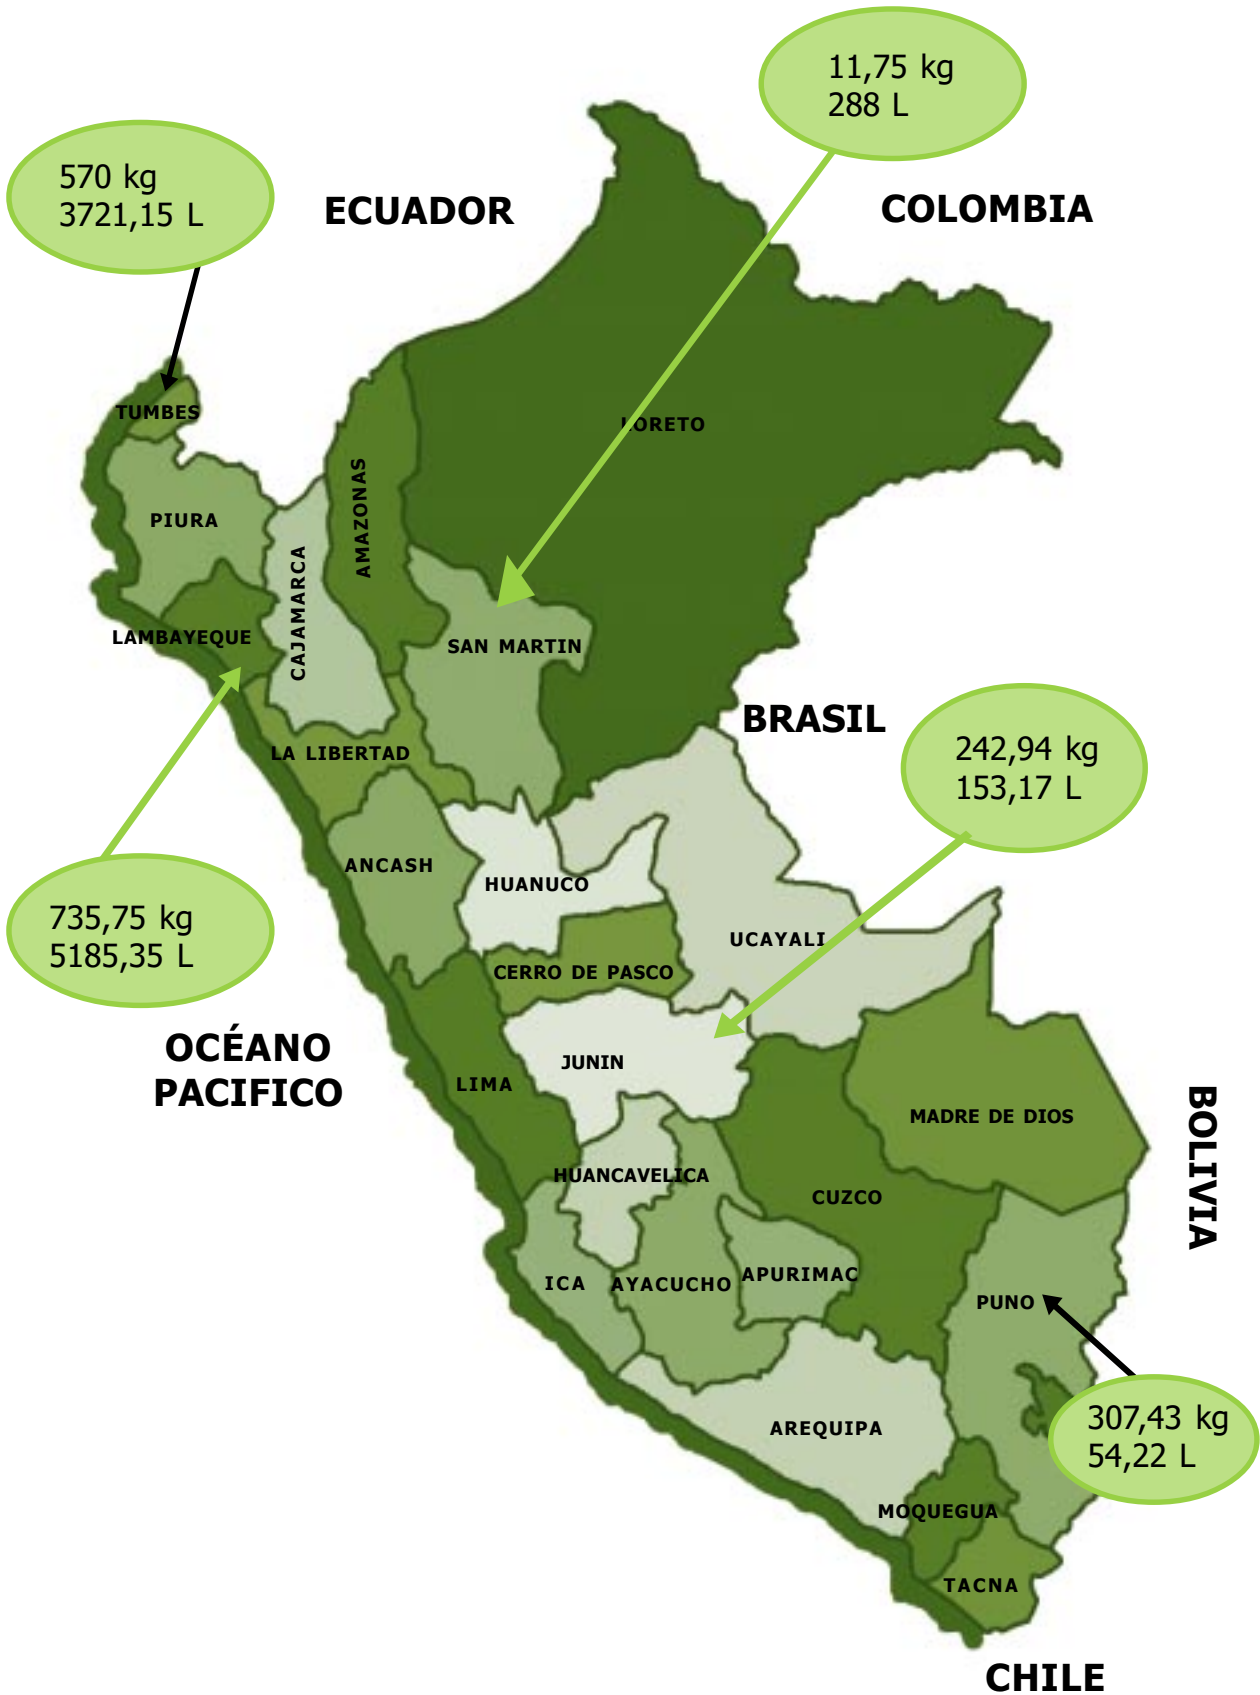 11,75 kg
288 L
570 kg
3721,15 L
ECUADOR
COLOMBIA
TUMBES
LORETO
PIURA
AMAZONAS
CAJAMARCA
LAMBAYEQUE
SAN MARTIN
BRASIL
242,94 kg
153,17 L
LA LIBERTAD
ANCASH
HUANUCO
735,75 kg
5185,35 L
UCAYALI
CERRO DE PASCO
OCÉANO
PACIFICO
JUNIN
LIMA
MADRE DE DIOS
BOLIVIA
HUANCAVELICA
CUZCO
ICA
AYACUCHO
APURIMAC
PUNO
307,43 kg
54,22 L
AREQUIPA
MOQUEGUA
TACNA
CHILE